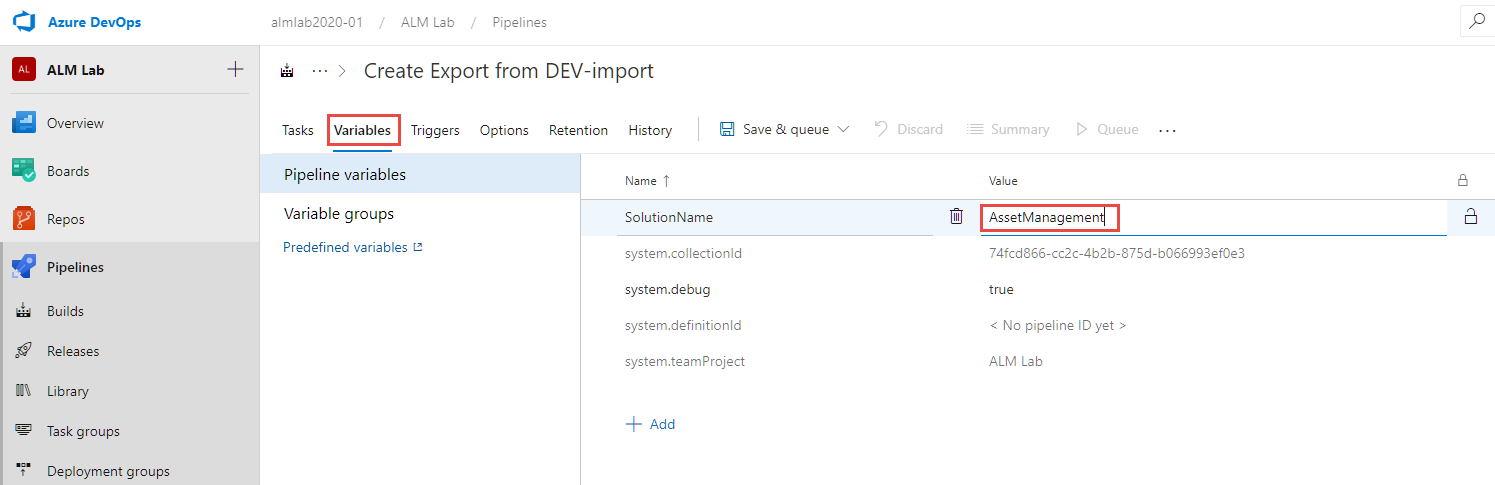 Azure DevOps
almlab2020-01 / ALM Lab / Pipelines
AL ALM Lab
Overview
Boards
Repos
Pipelines
Builds
Releases
Library
Task groups
Deployment groups
Create Export from DEV-import
Tasks Variables Triggers Options Retention History Save & queue Discard Summary Queue
Pipeline variables
Variable groups
Predefined variables
Name Value
SolutionName AssetManagement
system.collectionId 74fcd866-cc2c-4b2b-875d-b066993ef0e3
system.debug true
system.definitionId < No pipeline ID yet >
system.teamProject ALM Lab
Add